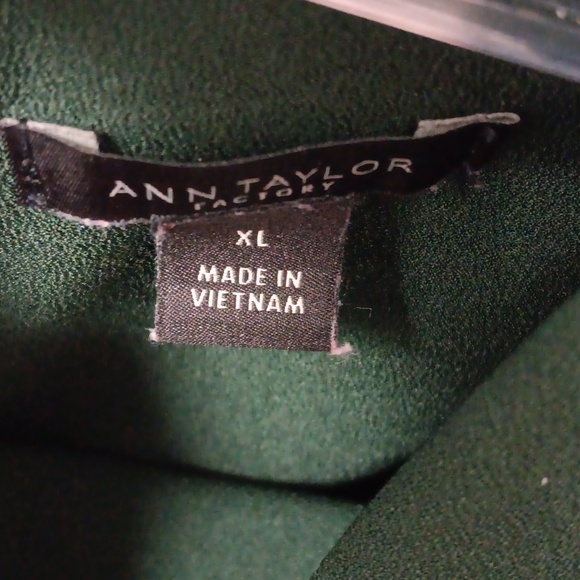 ANN TAYLOR
FACTORY
XL
MADE IN
VIETNAM